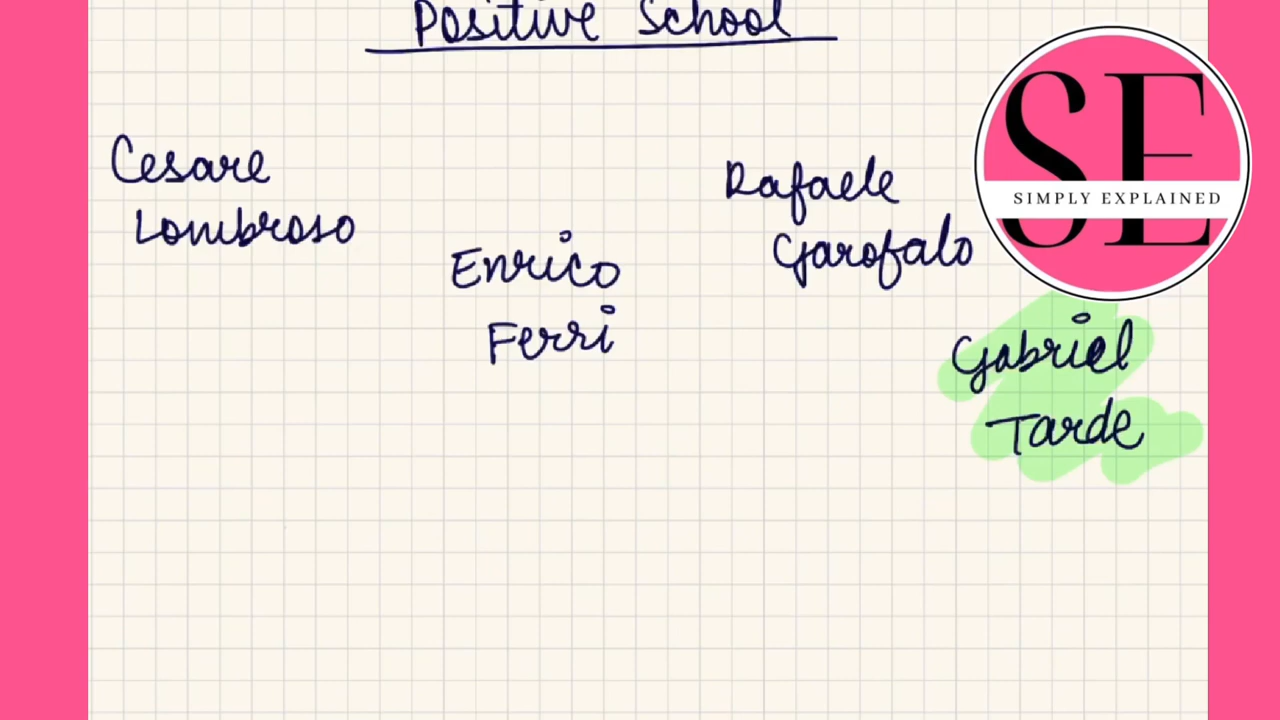 Positive School
Cesare
Lombroso
Enrico
Ferri
Rafaele
Garofalo
Gabriel
Tarde
SE
SIMPLY EXPLAINED